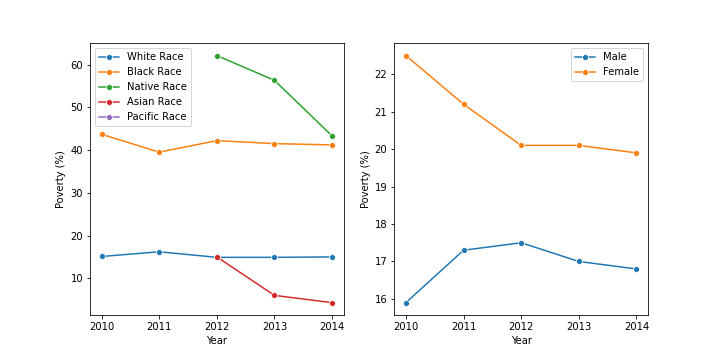 White Race
Black Race
Native Race
Asian Race
Pacific Race
60
50
40
30
20
10
Poverty (%)
2010 2011 2012 2013 2014
Year
Male
Female
22
21
20
19
18
17
16
Poverty (%)
2010 2011 2012 2013 2014
Year